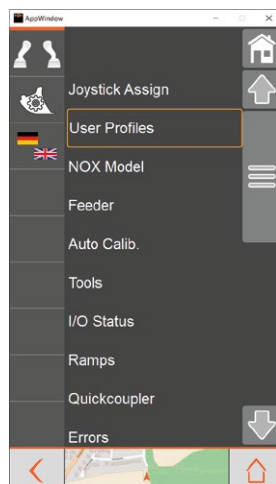 AppWindow
Joystick Assign
User Profiles
NOX Model
Feeder
Auto Calib.
Tools
I/O Status
Ramps
Quickcoupler
Errors